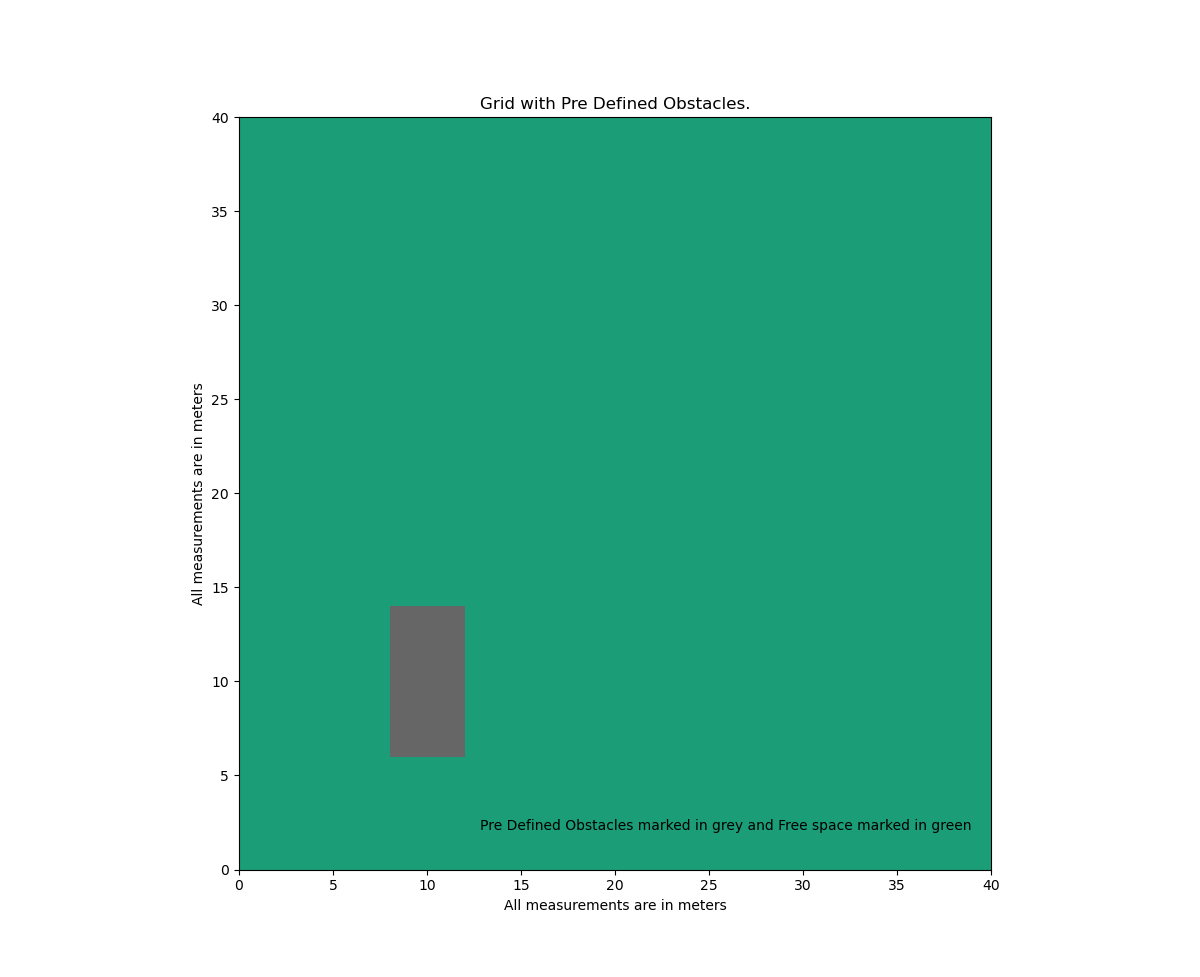 Grid with Pre Defined Obstacles.
40
35
30
25
20
15
10
5
0
All measurements are in meters
Pre Defined Obstacles marked in grey and Free space marked in green
0 5 10 15 20 25 30 35 40
All measurements are in meters